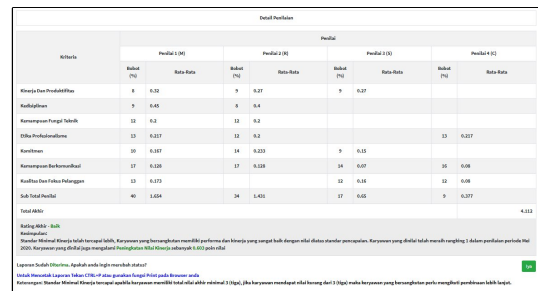 Detail Penilaian
Kriteria Penilai
Penilai 1 (M) Penilai 2 (R) Penilai 3 (S) Penilai 4 (C)
Bobot (%) Rata-Rata Bobot (%) Rata-Rata Bobot (%) Rata-Rata Bobot (%) Rata-Rata
Kinerja Dan Produktifitas 8 0.32 9 0.27 9 0.27
Kedisiplinan 9 0.45 8 0.4
Kemampuan Fungsi Teknik 12 0.2 12 0.2
Etika Profesionalisme 13 0.217 12 0.2 13 0.217
Komitmen 10 0.167 14 0.233 9 0.15
Kemampuan Berkomunikasi 17 0.128 17 0.128 14 0.07 16 0.08
Kualitas Dan Fokus Pelanggan 13 0.173 12 0.16 12 0.08
Sub Total Penilai 40 1.654 34 1.431 17 0.65 9 0.377
Total Akhir 4.112
Rating Akhir - Baik
Kesimpulan:
Standar Minimal Kinerja telah tercapai lebih, Karyawan yang bersangkutan memiliki performa dan kinerja yang sangat baik dengan nilai diatas standar pencapaian. Karyawan yang dinilai telah meraih rangking 1 dalam penilaian periode Mei
2020. Karyawan yang dinilai juga mengalami Peningkatan Nilai Kinerja sebanyak 0.603 poin nilai
Laporan Sudah Diterima, Apakah anda ingin merubah status?
Iya
Untuk Mencetak Laporan Tekan CTRL+P atau gunakan fungsi Print pada Browser anda
Keterangan: Standar Minimal Kinerja tercapai apabila karyawan memiliki total nilai akhir minimal 3 (tiga), jika karyawan mendapat nilai kurang dari 3 (tiga) maka karyawan yang bersangkutan perlu mengikuti pembinaan lebih lanjut.